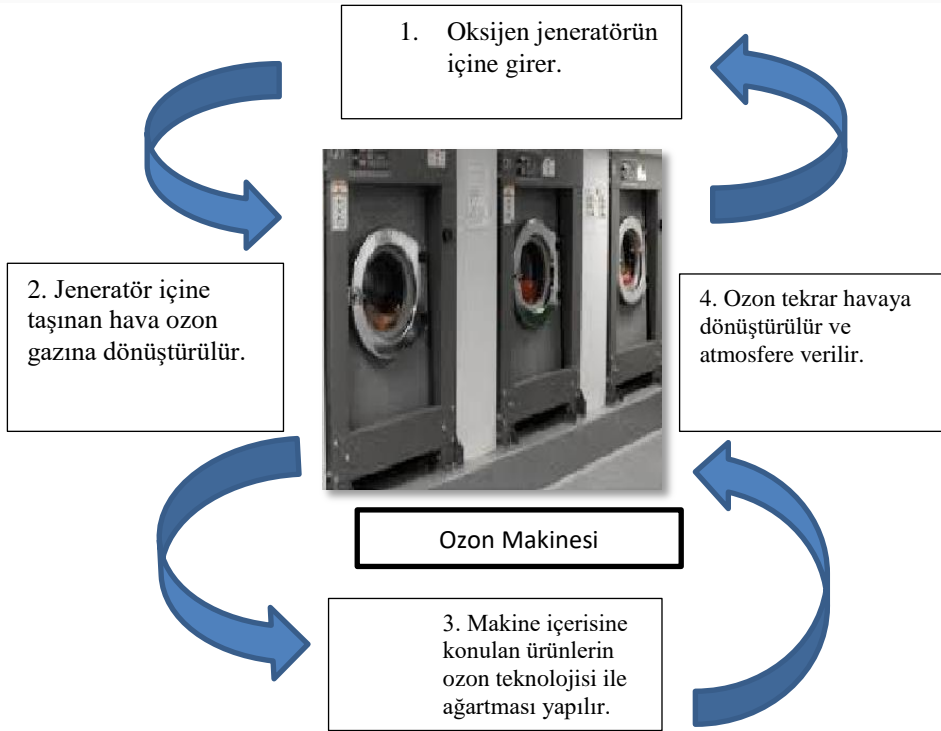 1. Oksijen jeneratörün
içine girer.
2. Jeneratör içine
taşınan hava ozon
gazına dönüştürülür.
4. Ozon tekrar havaya
dönüştürülür ve
atmosfere verilir.
Ozon Makinesi
3. Makine içerisine
konulan ürünlerin
ozon teknolojisi ile
ağartması yapılır.